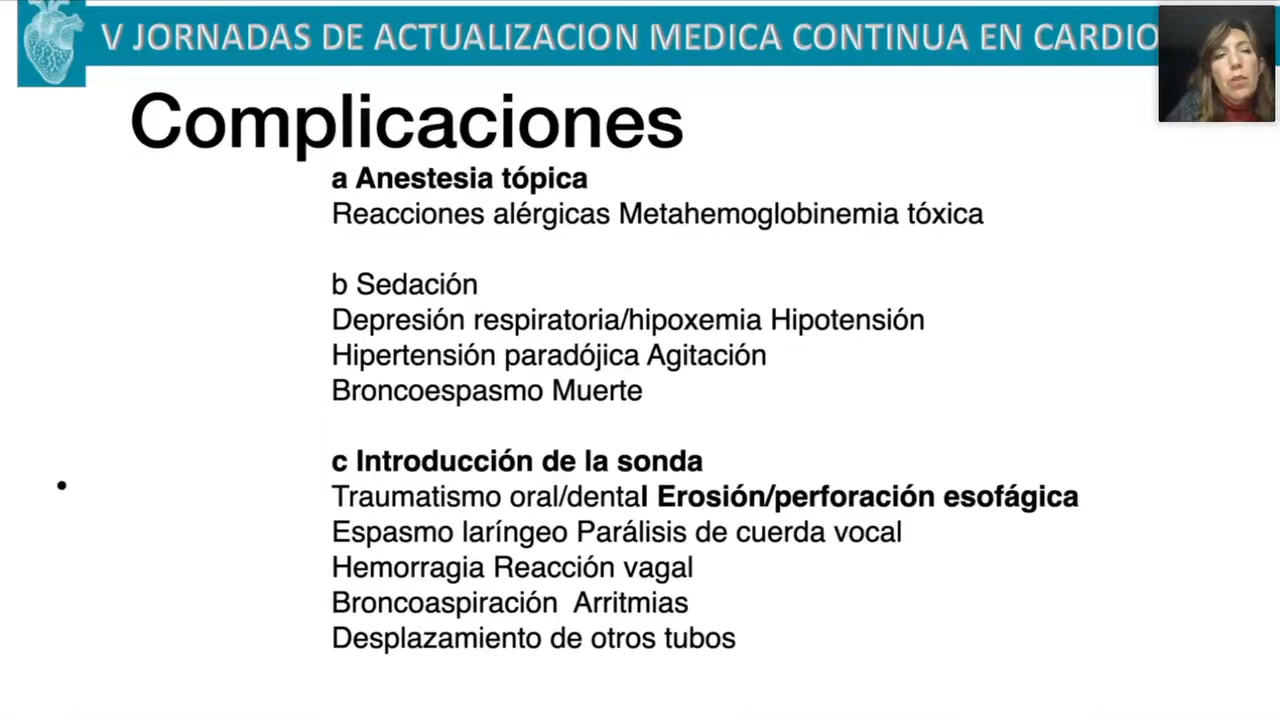 V JORNADAS DE ACTUALIZACION MEDICA CONTINUA EN CARDIO
Complicaciones
a Anestesia tópica
Reacciones alérgicas Metahemoglobinemia tóxica
b Sedación
Depresión respiratoria/hipoxemia Hipotensión
Hipertensión paradójica Agitación
Broncoespasmo Muerte
c Introducción de la sonda
Traumatismo oral/dental Erosión/perforación esofágica
Espasmo laríngeo Parálisis de cuerda vocal
Hemorragia Reacción vagal
Broncoaspiración Arritmias
Desplazamiento de otros tubos